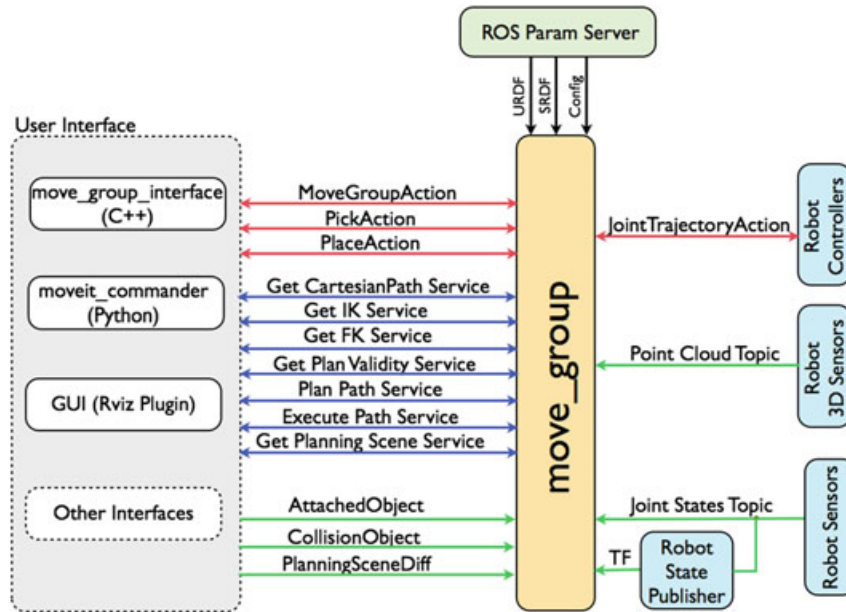 ROS Param Server
URDF
SRDF
Config
User Interface
move_group_interface
(C++)
moveit_commander
(Python)
GUI (Rviz Plugin)
Other Interfaces
MoveGroupAction
PickAction
PlaceAction
Get CartesianPath Service
Get IK Service
Get FK Service
Get Plan Validity Service
Plan Path Service
Execute Path Service
Get Planning Scene Service
AttachedObject
CollisionObject
PlanningSceneDiff
move_group
JointTrajectoryAction
Robot
Controllers
Point Cloud Topic
Robot
3D Sensors
Joint States Topic
Robot Sensors
TF
Robot
State
Publisher